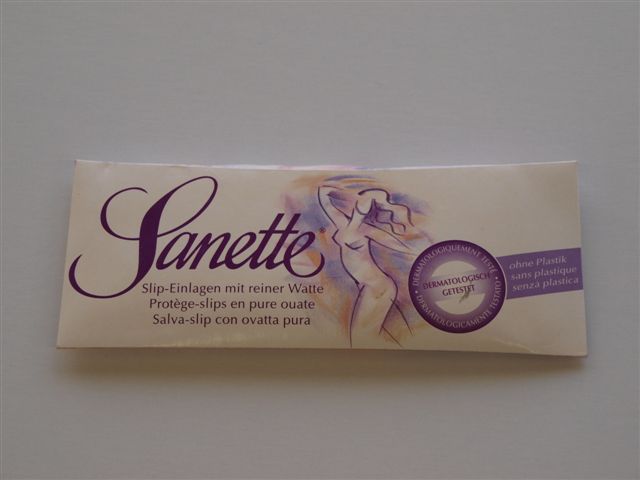 Sanette®
Slip-Einlagen mit reiner Watte
Protège-slips en pure ouate
Salva-slip con ovatta pura
DERMATOLOGIQUEMENT TESTÉ
DERMATOLOGISCH
GETESTET
DERMATOLOGICAMENTE TESTATO
ohne Plastik
sans plastique
senza plastica